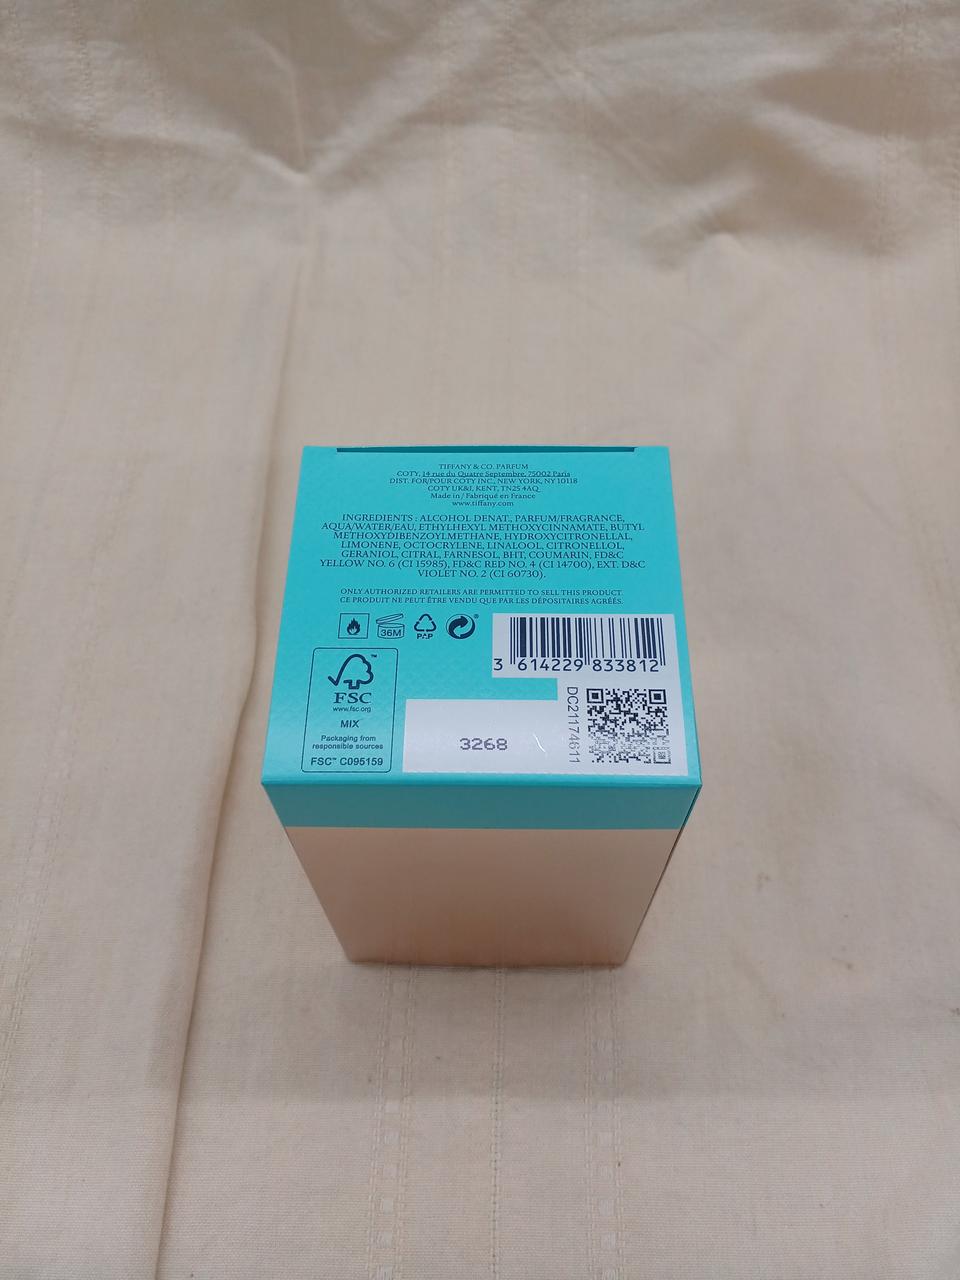 TIFFANY & CO. PARFUM
COTY, 14 rue du Quatre Septembre, 75002 Paris
DIST. FOR/POUR COTY INC., NEW YORK, NY 10118
COTY UK&I, KENT, TN25 4AQ
Made in / Fabriqué en France
www.tiffany.com
INGREDIENTS : ALCOHOL DENAT., PARFUM/FRAGRANCE,
AQUA/WATER/EAU, ETHYLHEXYL METHOXYCINNAMATE, BUTYL
METHOXYDIBENZOYLMETHANE, HYDROXYCITRONELLAL,
LIMONENE, OCTOCRYLENE, LINALOOL, CITRONELLOL,
GERANIOL, CITRAL, FARNESOL, BHT, COUMARIN, FD&C
YELLOW NO. 6 (CI 15985), FD&C RED NO. 4 (CI 14700), EXT. D&C
VIOLET NO. 2 (CI 60730).
ONLY AUTHORIZED RETAILERS ARE PERMITTED TO SELL THIS PRODUCT.
CE PRODUIT NE PEUT ÊTRE VENDU QUE PAR LES DÉPOSITAIRES AGRÉÉS.
36M
PAP
®
3 614229 833812
™
FSC
www.fsc.org
MIX
Packaging from
responsible sources
FSC™ C095159
3268
DC21174611